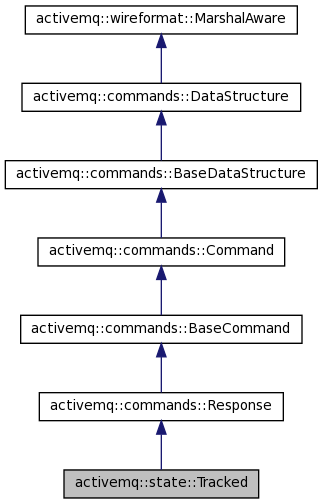 activemq::wireformat::MarshalAware
activemq::commands::DataStructure
activemq::commands::BaseDataStructure
activemq::commands::Command
activemq::commands::BaseCommand
activemq::commands::Response
activemq::state::Tracked